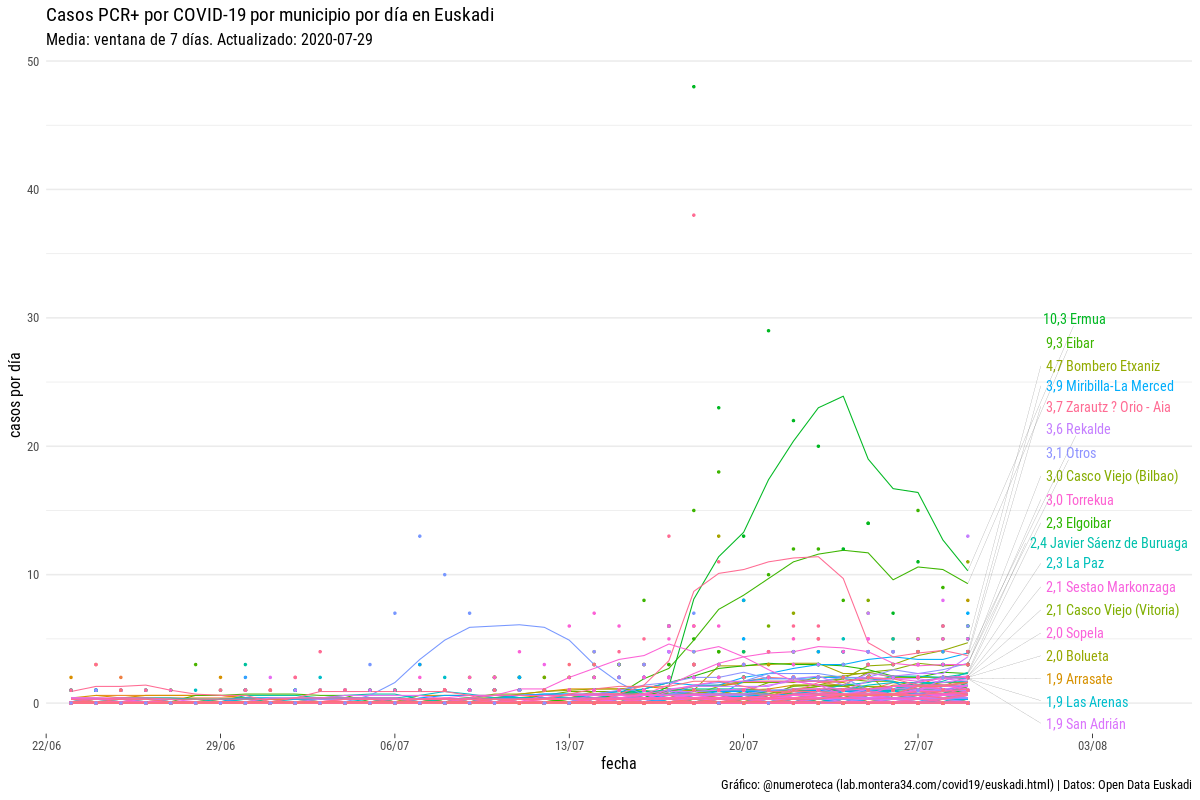 Casos PCR+ por COVID-19 por municipio por día en Euskadi
Media: ventana de 7 días. Actualizado: 2020-07-29
50
40
30
20
10
0
casos por día
10,3 Ermua
9,3 Eibar
4,7 Bombero Etxaniz
3,9 Miribilla-La Merced
3,7 Zarautz ? Orio - Aia
3,6 Rekalde
3,1 Otros
3,0 Casco Viejo (Bilbao)
3,0 Torrekua
2,3 Elgoibar
2,4 Javier Sáenz de Buruaga
2,3 La Paz
2,1 Sestao Markonzaga
2,1 Casco Viejo (Vitoria)
2,0 Sopela
2,0 Bolueta
1,9 Arrasate
1,9 Las Arenas
1,9 San Adrián
22/06
29/06
06/07
13/07
20/07
27/07
03/08
fecha
Gráfico: @numeroteca (lab.montera34.com/covid19/euskadi.html) | Datos: Open Data Euskadi